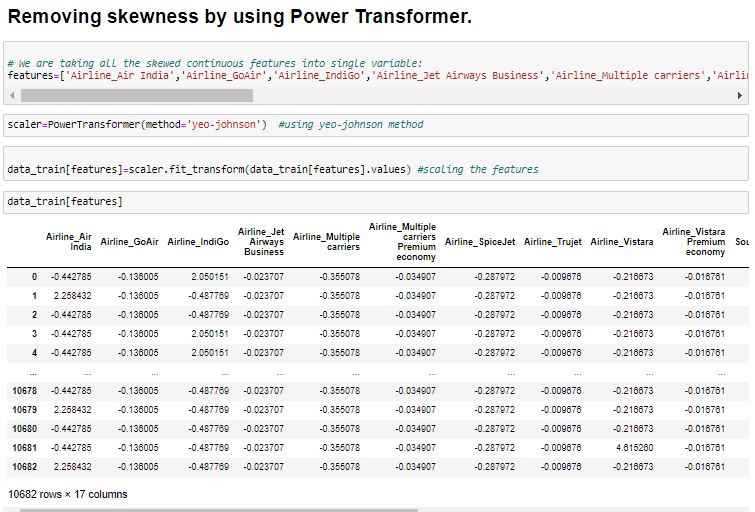 Removing skewness by using Power Transformer.
# We are taking all the skewed continuous features into single variable:
features=['Airline_Air India','Airline_GoAir','Airline_IndiGo','Airline_Jet Airways Business','Airline_Multiple carriers','Airli
scaler=PowerTransformer(method='yeo-johnson') #using yeo-johnson method
data_train[features]=scaler.fit_transform(data_train[features].values) #scaling the features
data_train[features]
Airline_Air India Airline_GoAir Airline_IndiGo Airline_Jet Airways Business Airline_Multiple carriers Airline_Multiple carriers Premium economy Airline_SpiceJet Airline_Trujet Airline_Vistara Airline_Vistara Premium economy Sou
0 -0.442785 -0.136005 2.050151 -0.023707 -0.355078 -0.034907 -0.287972 -0.009676 -0.216673 -0.016761
1 2.258432 -0.136005 -0.487769 -0.023707 -0.355078 -0.034907 -0.287972 -0.009676 -0.216673 -0.016761
2 -0.442785 -0.136005 -0.487769 -0.023707 -0.355078 -0.034907 -0.287972 -0.009676 -0.216673 -0.016761
3 -0.442785 -0.136005 2.050151 -0.023707 -0.355078 -0.034907 -0.287972 -0.009676 -0.216673 -0.016761
4 -0.442785 -0.136005 2.050151 -0.023707 -0.355078 -0.034907 -0.287972 -0.009676 -0.216673 -0.016761
... ... ... ... ... ... ... ... ... ... ...
10678 -0.442785 -0.136005 -0.487769 -0.023707 -0.355078 -0.034907 -0.287972 -0.009676 -0.216673 -0.016761
10679 2.258432 -0.136005 -0.487769 -0.023707 -0.355078 -0.034907 -0.287972 -0.009676 -0.216673 -0.016761
10680 -0.442785 -0.136005 -0.487769 -0.023707 -0.355078 -0.034907 -0.287972 -0.009676 -0.216673 -0.016761
10681 -0.442785 -0.136005 -0.487769 -0.023707 -0.355078 -0.034907 -0.287972 -0.009676 4.615260 -0.016761
10682 2.258432 -0.136005 -0.487769 -0.023707 -0.355078 -0.034907 -0.287972 -0.009676 -0.216673 -0.016761
10682 rows × 17 columns